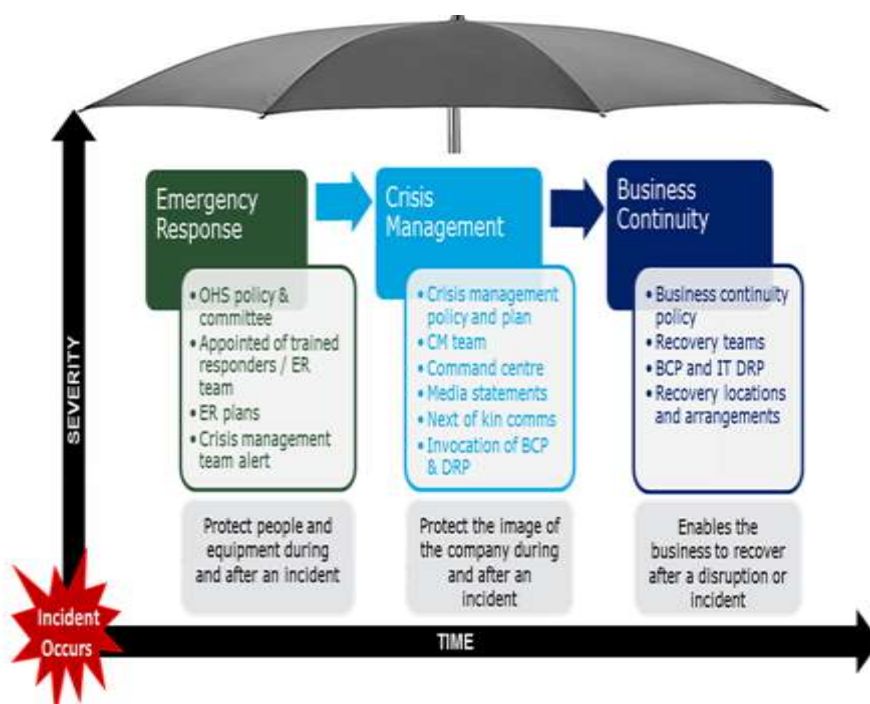 Emergency
Response
Crisis
Management
Business
Continuity
• OHS policy &
committee
• Appointed of trained
responders / ER
team
• ER plans
• Crisis management
team alert
• Crisis management
policy and plan
• CM team
• Command centre
• Media statements
• Next of kin comms
• Invocation of BCP
& DRP
• Business continuity
policy
• Recovery teams
• BCP and IT DRP
• Recovery locations
and arrangements
SEVERITY
Protect people and
equipment during
and after an incident
Protect the image of
the company during
and after an
incident
Enables the
business to recover
after a disruption or
incident
Incident
Occurs
TIME